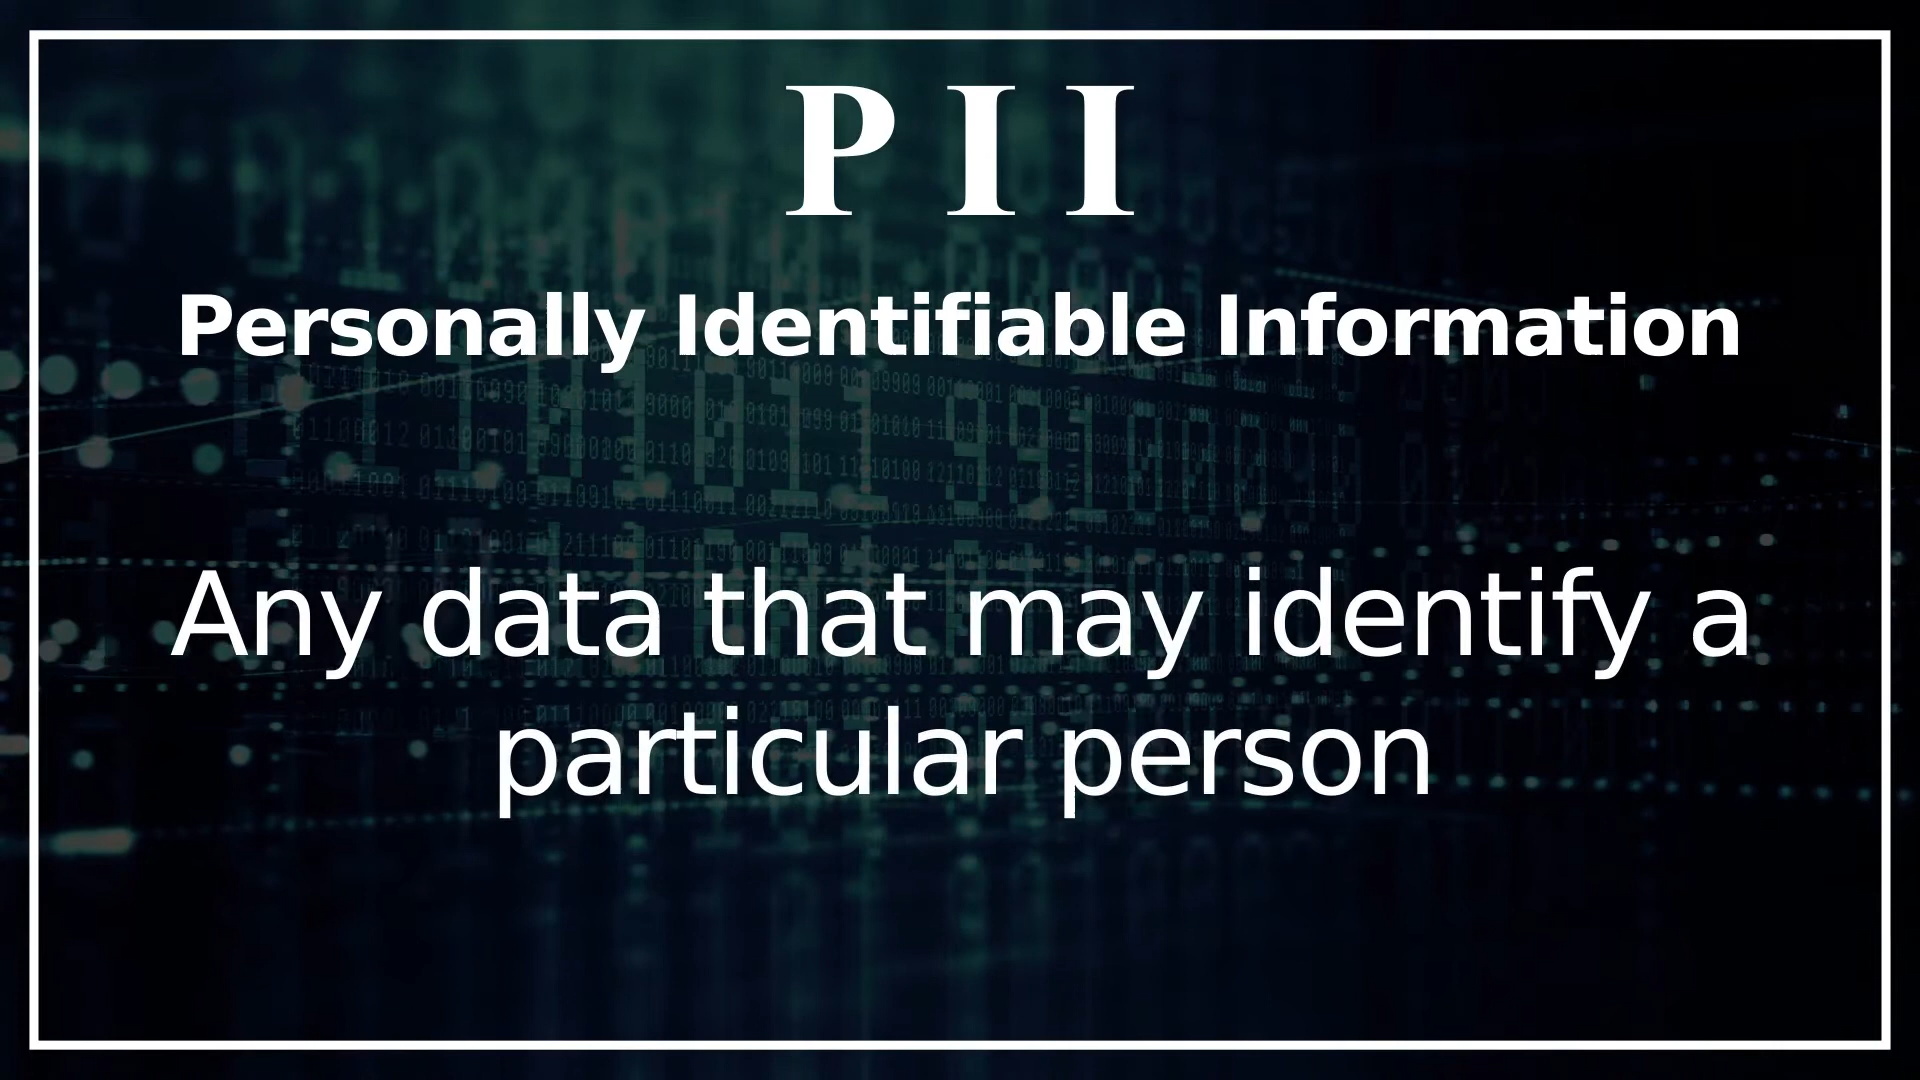 P I I
Personally Identifiable Information
Any data that may identify a
particular person